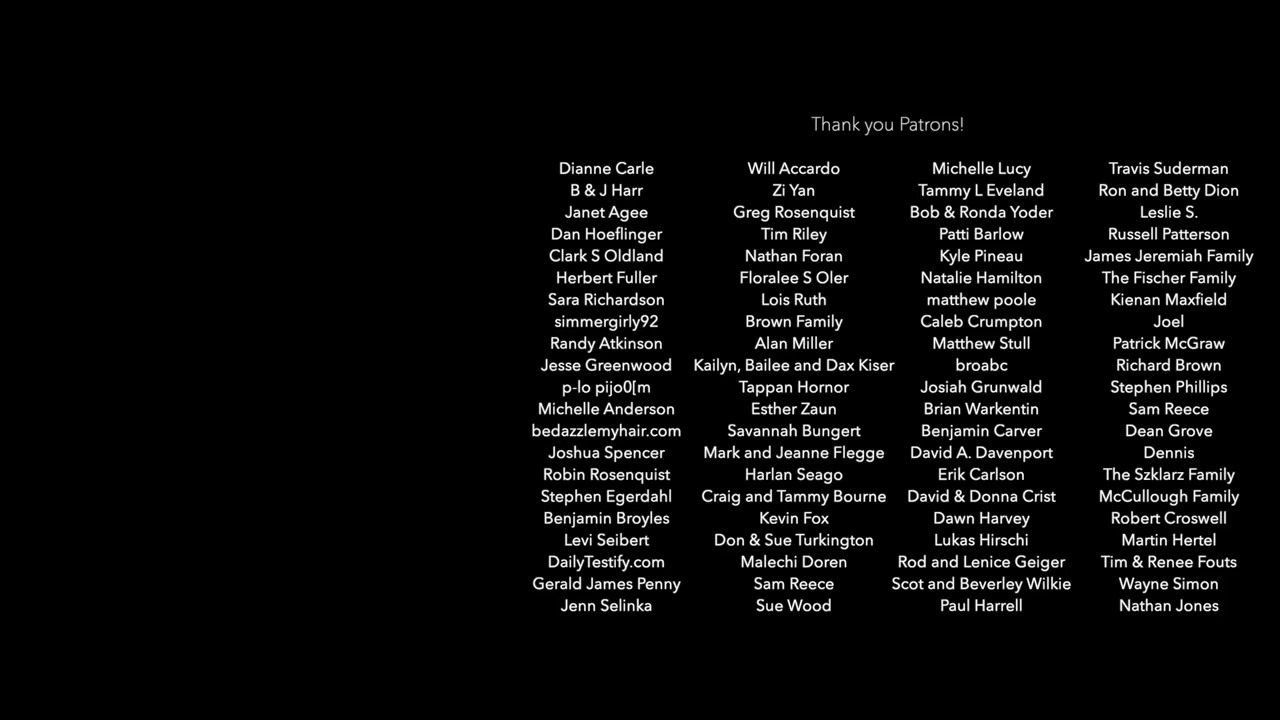 Thank you Patrons!
Dianne Carle
B & J Harr
Janet Agee
Dan Hoeflinger
Clark S Oldland
Herbert Fuller
Sara Richardson
simmergirly92
Randy Atkinson
Jesse Greenwood
p-lo pijo0[m
Michelle Anderson
bedazzlemyhair.com
Joshua Spencer
Robin Rosenquist
Stephen Egerdahl
Benjamin Broyles
Levi Seibert
DailyTestify.com
Gerald James Penny
Jenn Selinka
Will Accardo
Zi Yan
Greg Rosenquist
Tim Riley
Nathan Foran
Floralee S Oler
Lois Ruth
Brown Family
Alan Miller
Kailyn, Bailee and Dax Kiser
Tappan Hornor
Esther Zaun
Savannah Bungert
Mark and Jeanne Flegge
Harlan Seago
Craig and Tammy Bourne
Kevin Fox
Don & Sue Turkington
Malechi Doren
Sam Reece
Sue Wood
Michelle Lucy
Tammy L Eveland
Bob & Ronda Yoder
Patti Barlow
Kyle Pineau
Natalie Hamilton
matthew poole
Caleb Crumpton
Matthew Stull
broabc
Josiah Grunwald
Brian Warkentin
Benjamin Carver
David A. Davenport
Erik Carlson
David & Donna Crist
Dawn Harvey
Lukas Hirschi
Rod and Lenice Geiger
Scot and Beverley Wilkie
Paul Harrell
Travis Suderman
Ron and Betty Dion
Leslie S.
Russell Patterson
James Jeremiah Family
The Fischer Family
Kienan Maxfield
Joel
Patrick McGraw
Richard Brown
Stephen Phillips
Sam Reece
Dean Grove
Dennis
The Szklarz Family
McCullough Family
Robert Croswell
Martin Hertel
Tim & Renee Fouts
Wayne Simon
Nathan Jones